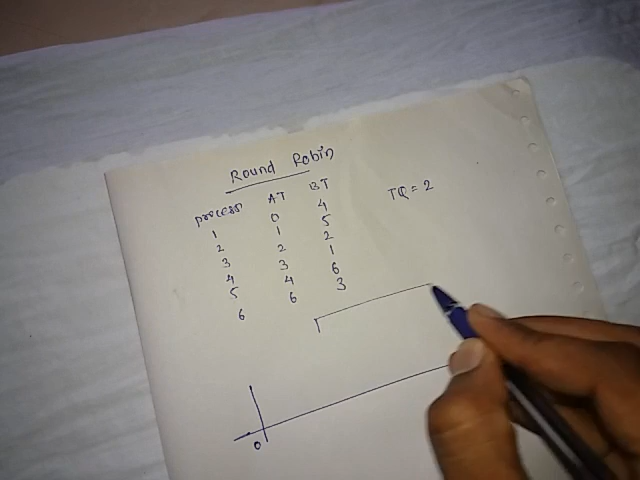 Round Robin
process AT BT TQ = 2
1 0 4
2 1 5
3 2 2
4 3 1
5 4 6
6 6 3
0